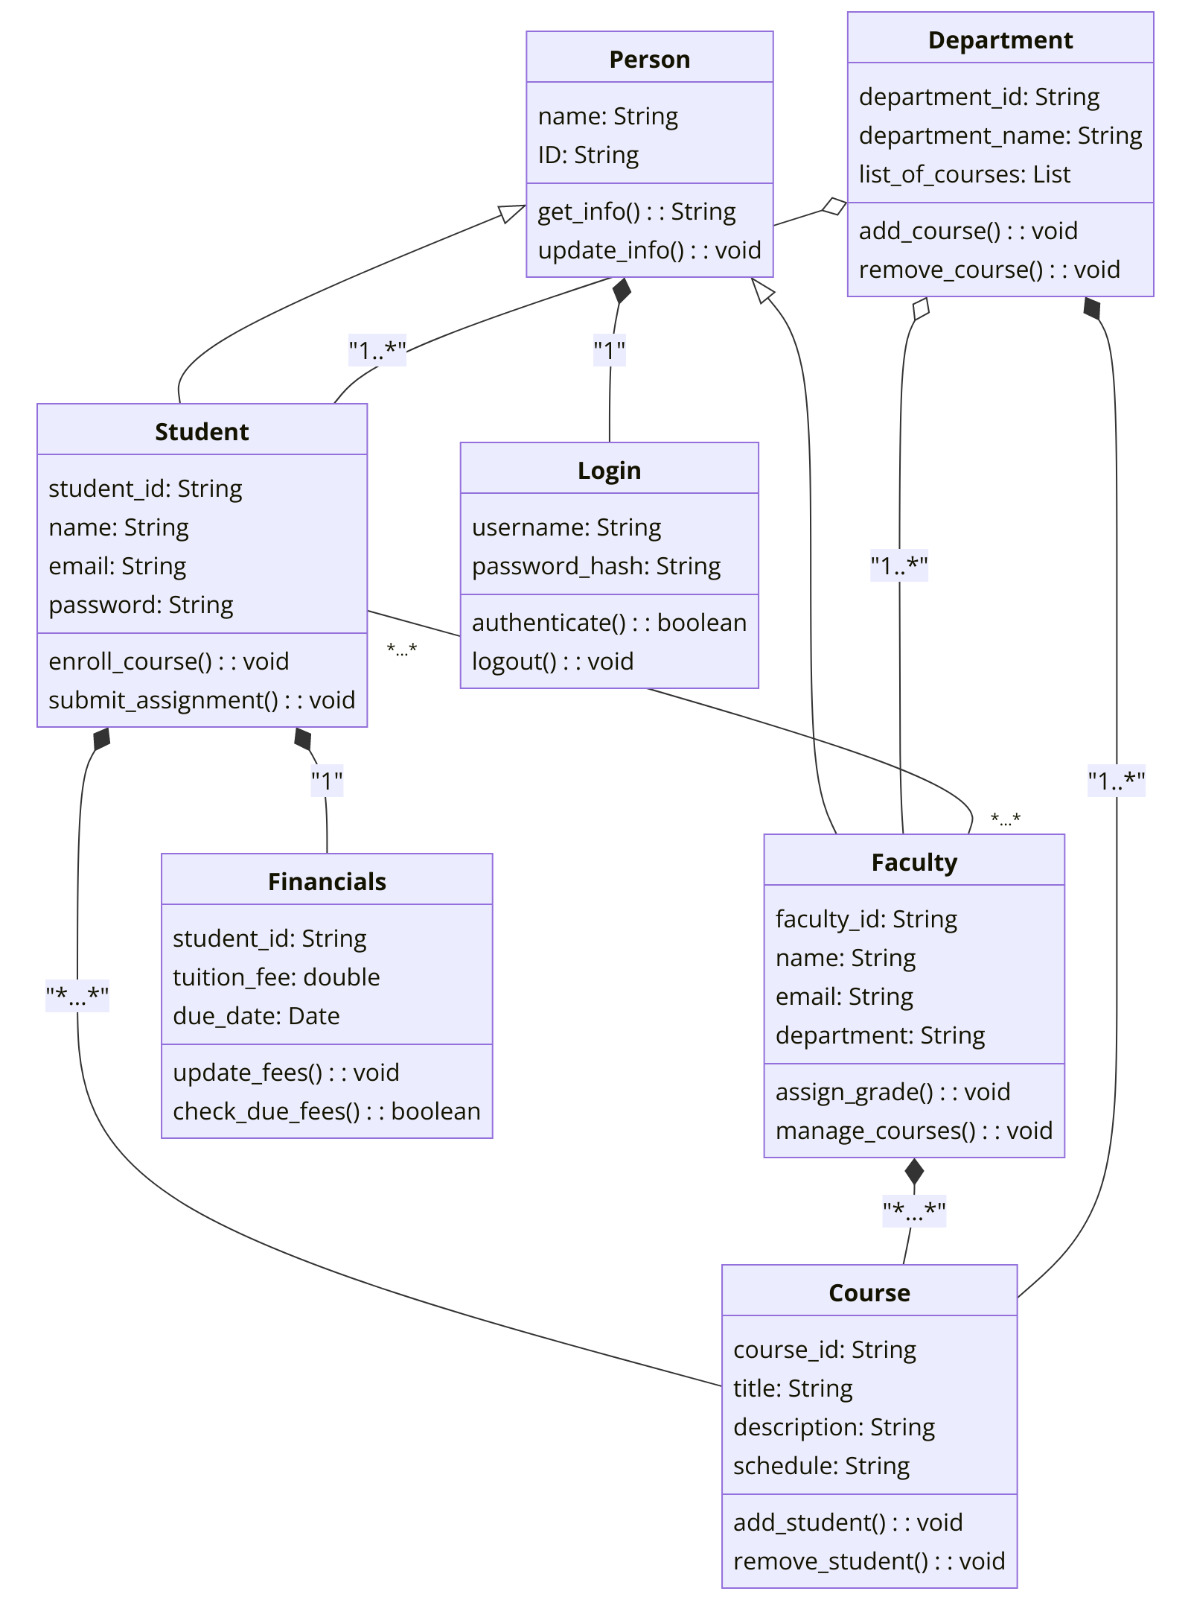 Person
name: String
ID: String
get_info() : : String
update_info() : : void
Department
department_id: String
department_name: String
list_of_courses: List
add_course() : : void
remove_course() : : void
"1..*"
"1"
Student
student_id: String
name: String
email: String
password: String
enroll_course() : : void
submit_assignment() : : void
Login
username: String
password_hash: String
authenticate() : : boolean
logout() : : void
"1..*"
*...*
"1"
"1..*"
*...*
Financials
student_id: String
tuition_fee: double
due_date: Date
update_fees() : : void
check_due_fees() : : boolean
Faculty
faculty_id: String
name: String
email: String
department: String
assign_grade() : : void
manage_courses() : : void
"*...*"
"*...*"
Course
course_id: String
title: String
description: String
schedule: String
add_student() : : void
remove_student() : : void